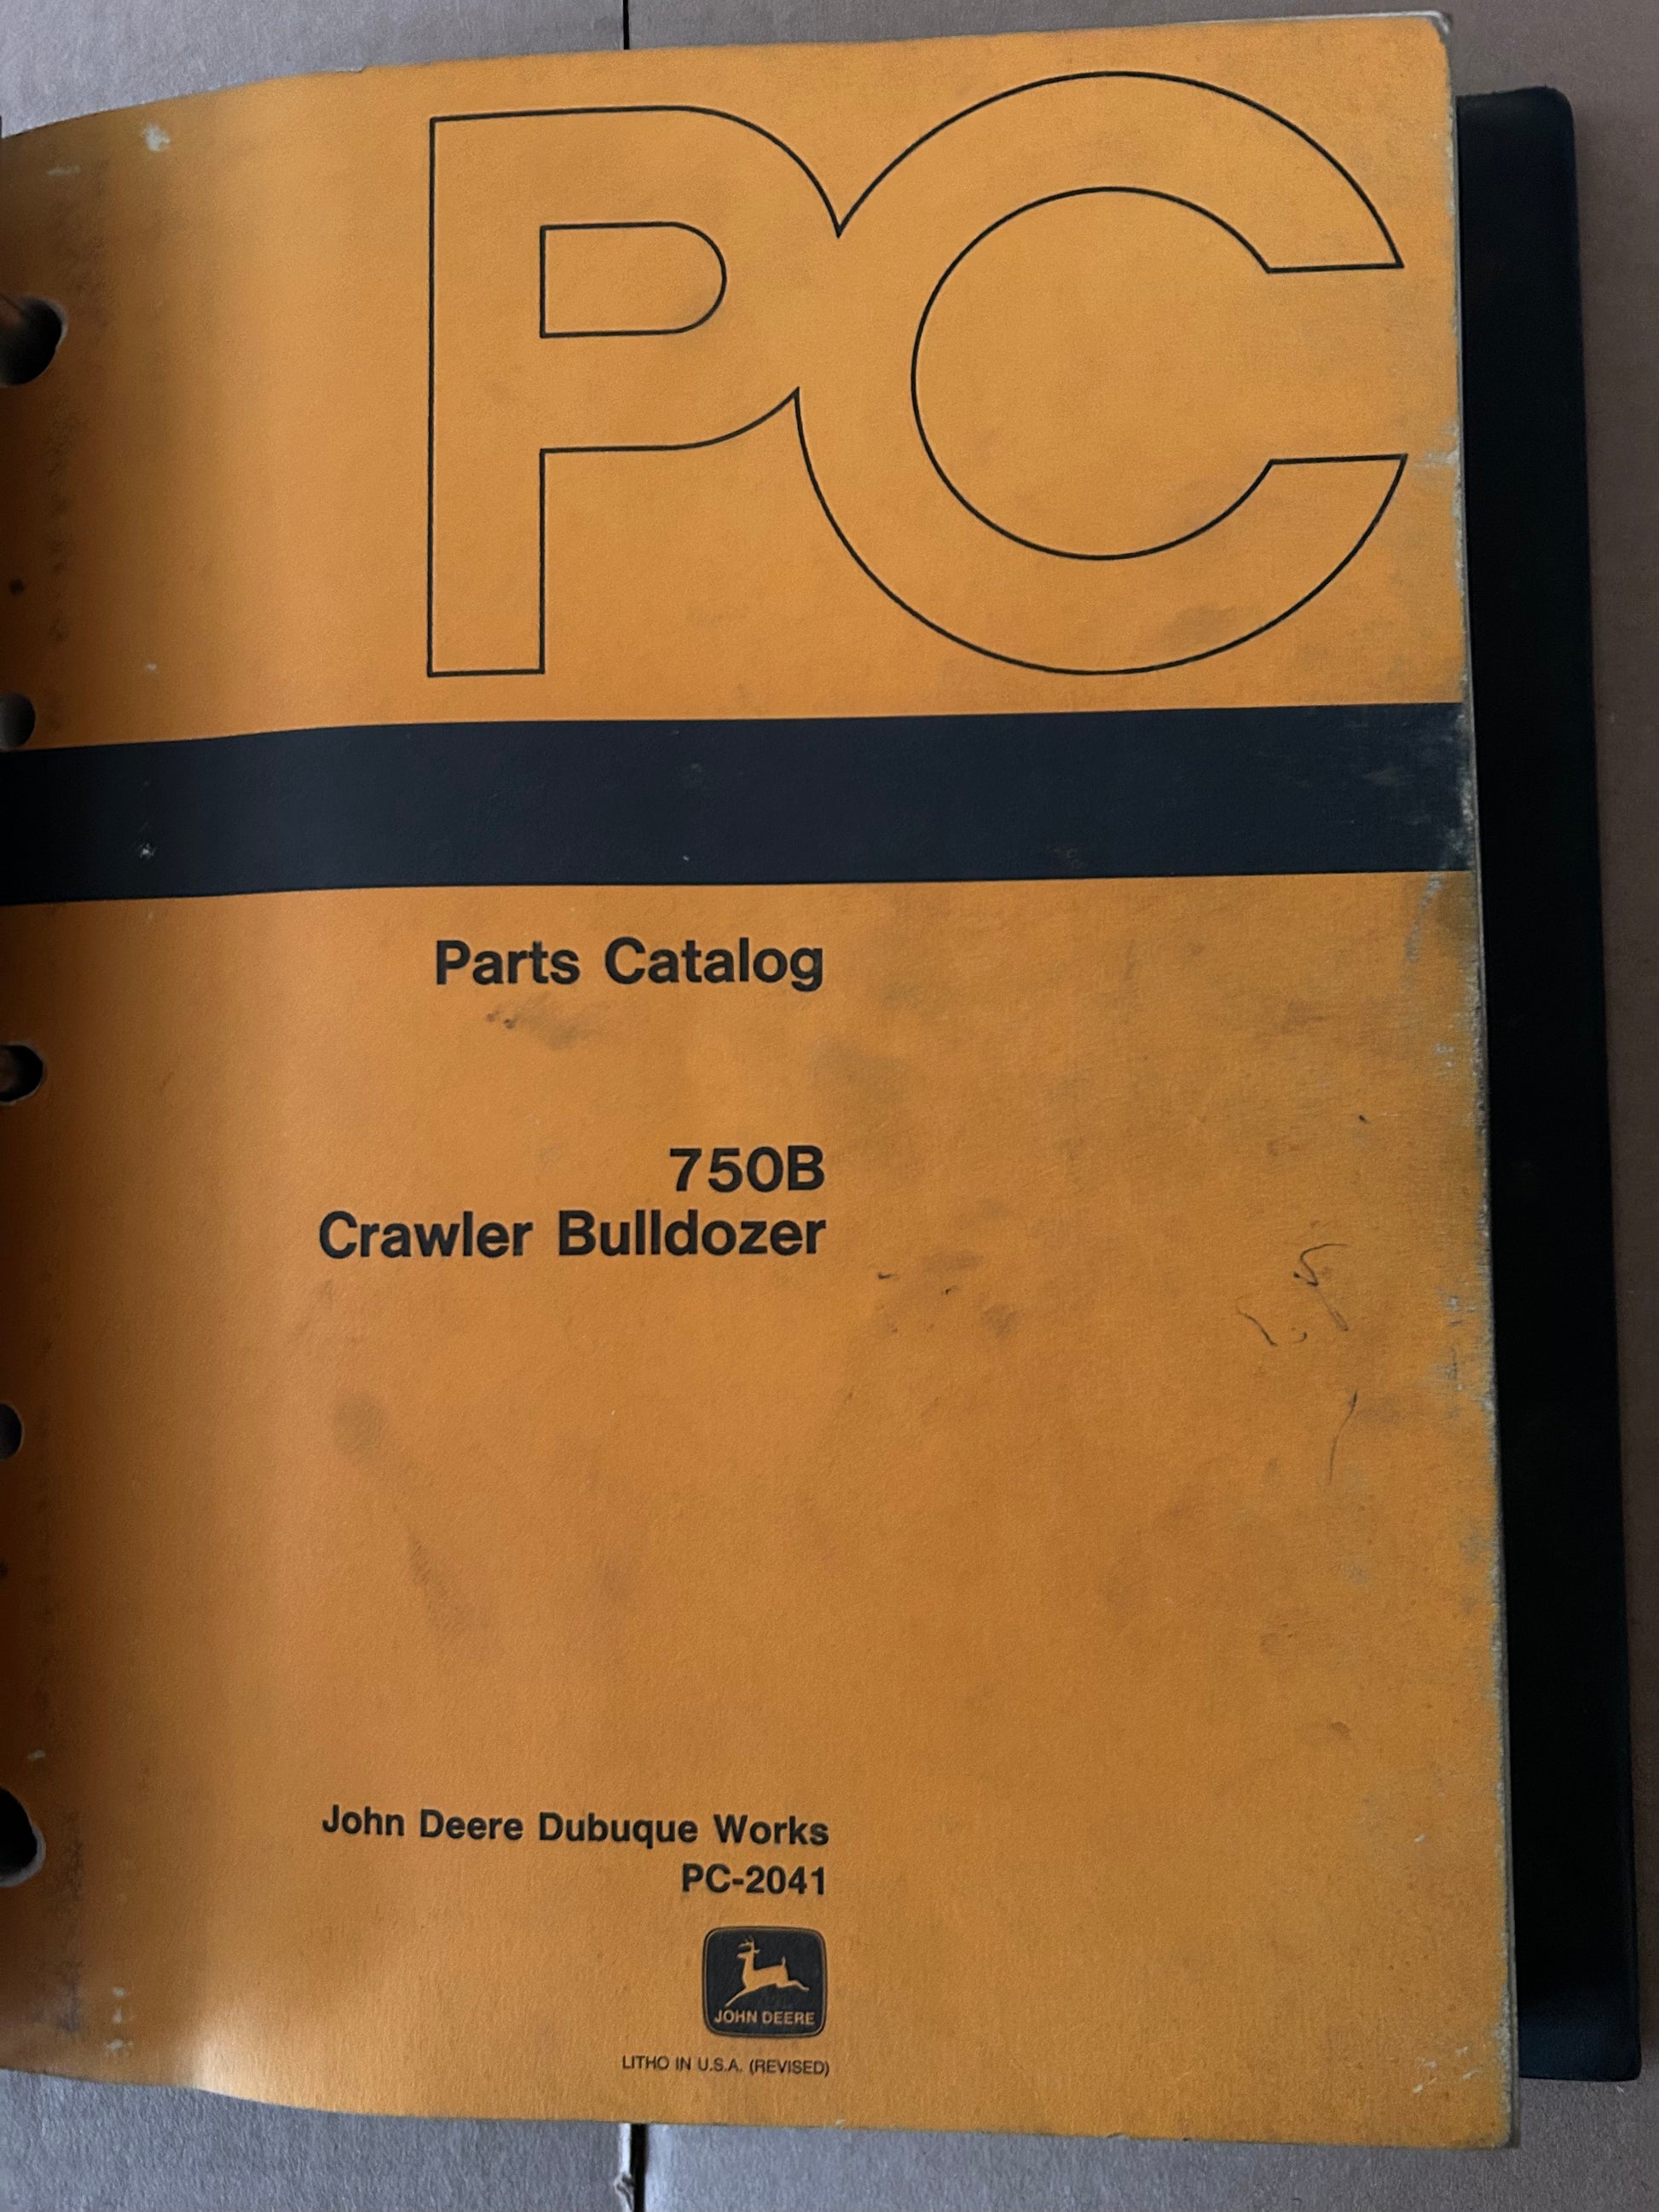 PC
Parts Catalog
750B
Crawler Bulldozer
John Deere Dubuque Works
PC-2041
JOHN DEERE
LITHO IN U.S.A. (REVISED)